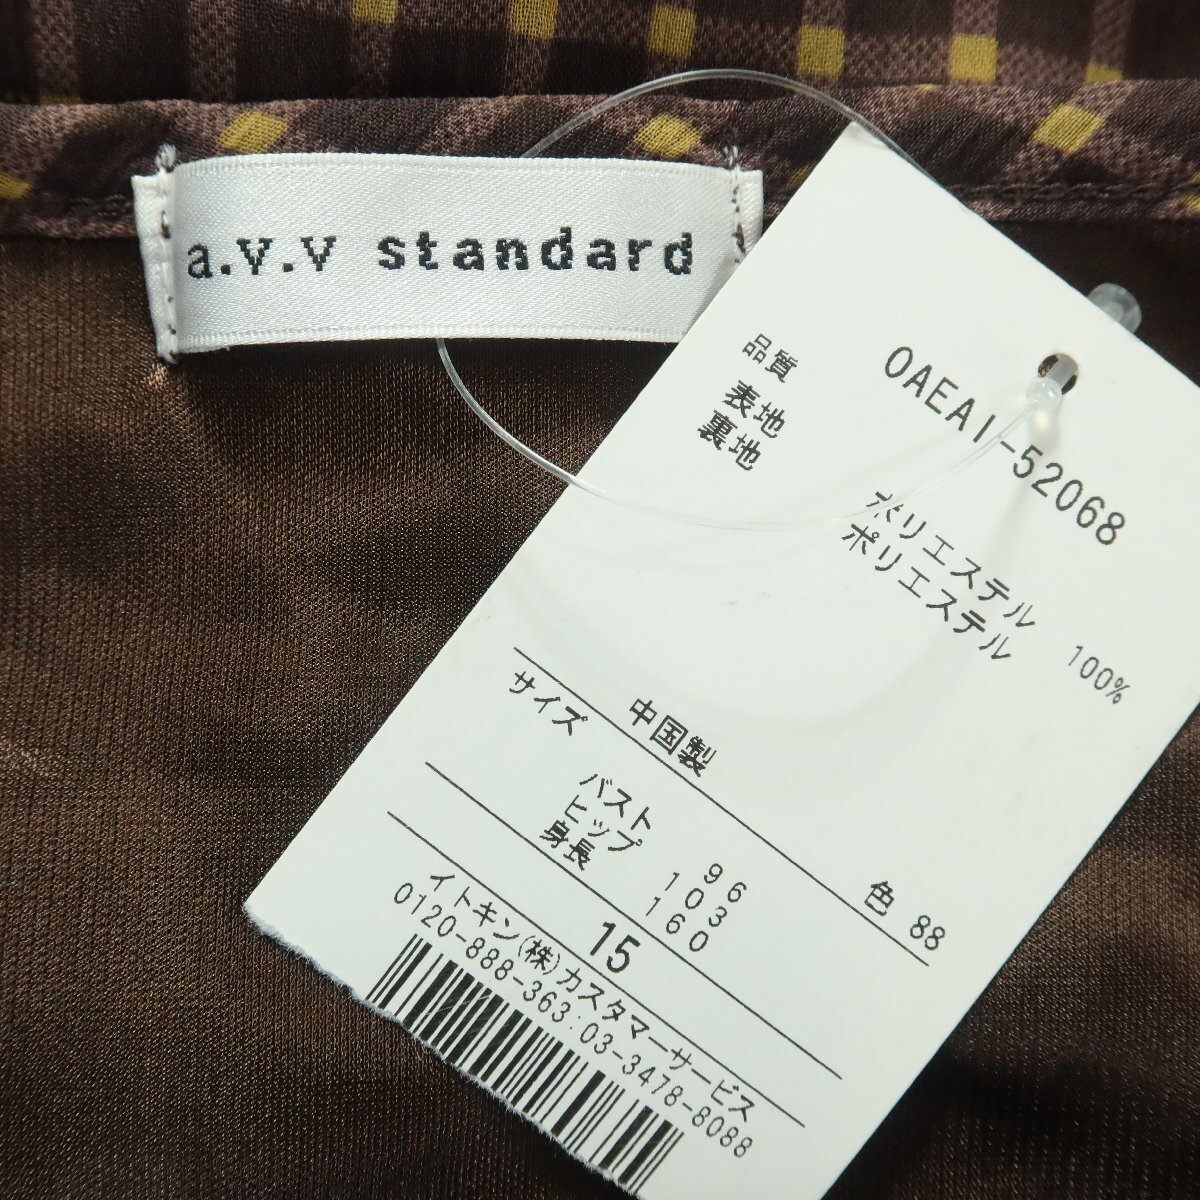 a.v.v standard
OAEAI-52068
品質
表地 ポリエステル 100%
裏地 ポリエステル
中国製
サイズ 色 88
バスト 96
ヒップ 103
身長 160
15
イトキン(株)カスタマーサービス
0120-888-363:03-3478-8088